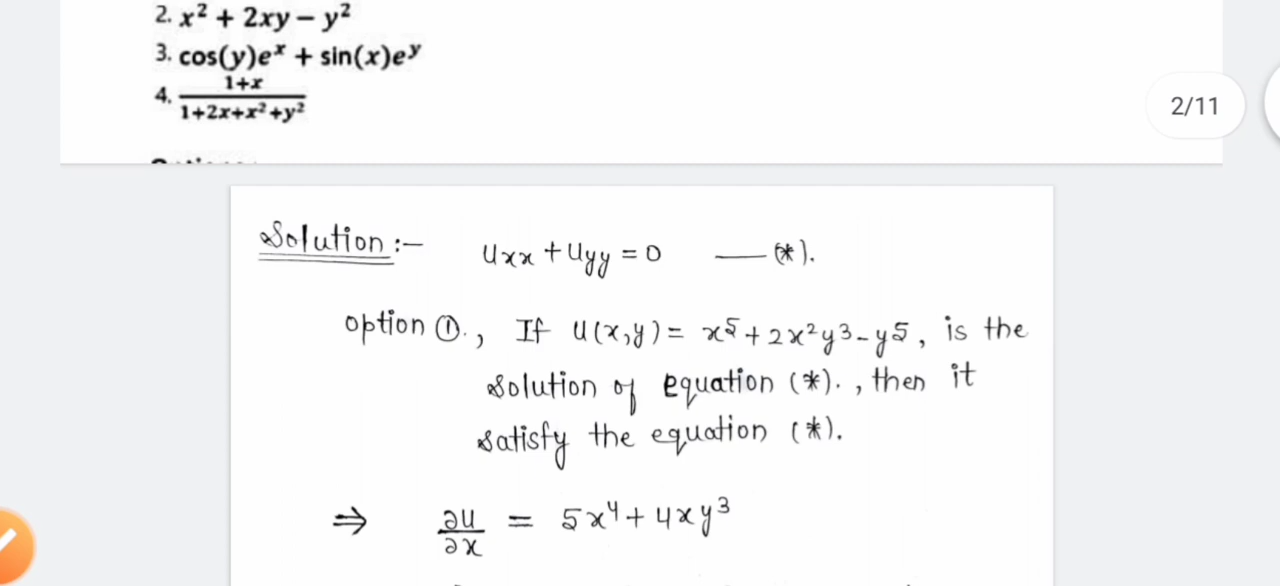 2. x² + 2xy − y²
3. cos(y)eˣ + sin(x)eʸ
4. (1+x)/(1+2x+x²+y²)
2/11
Solution :−
uxx + uyy = 0 —— (*).
option ①., If u(x,y) = x⁵ + 2x²y³ − y⁵, is the
solution of equation (*). , then it
satisfy the equation (*).
⇒ ∂u/∂x = 5x⁴ + 4xy³